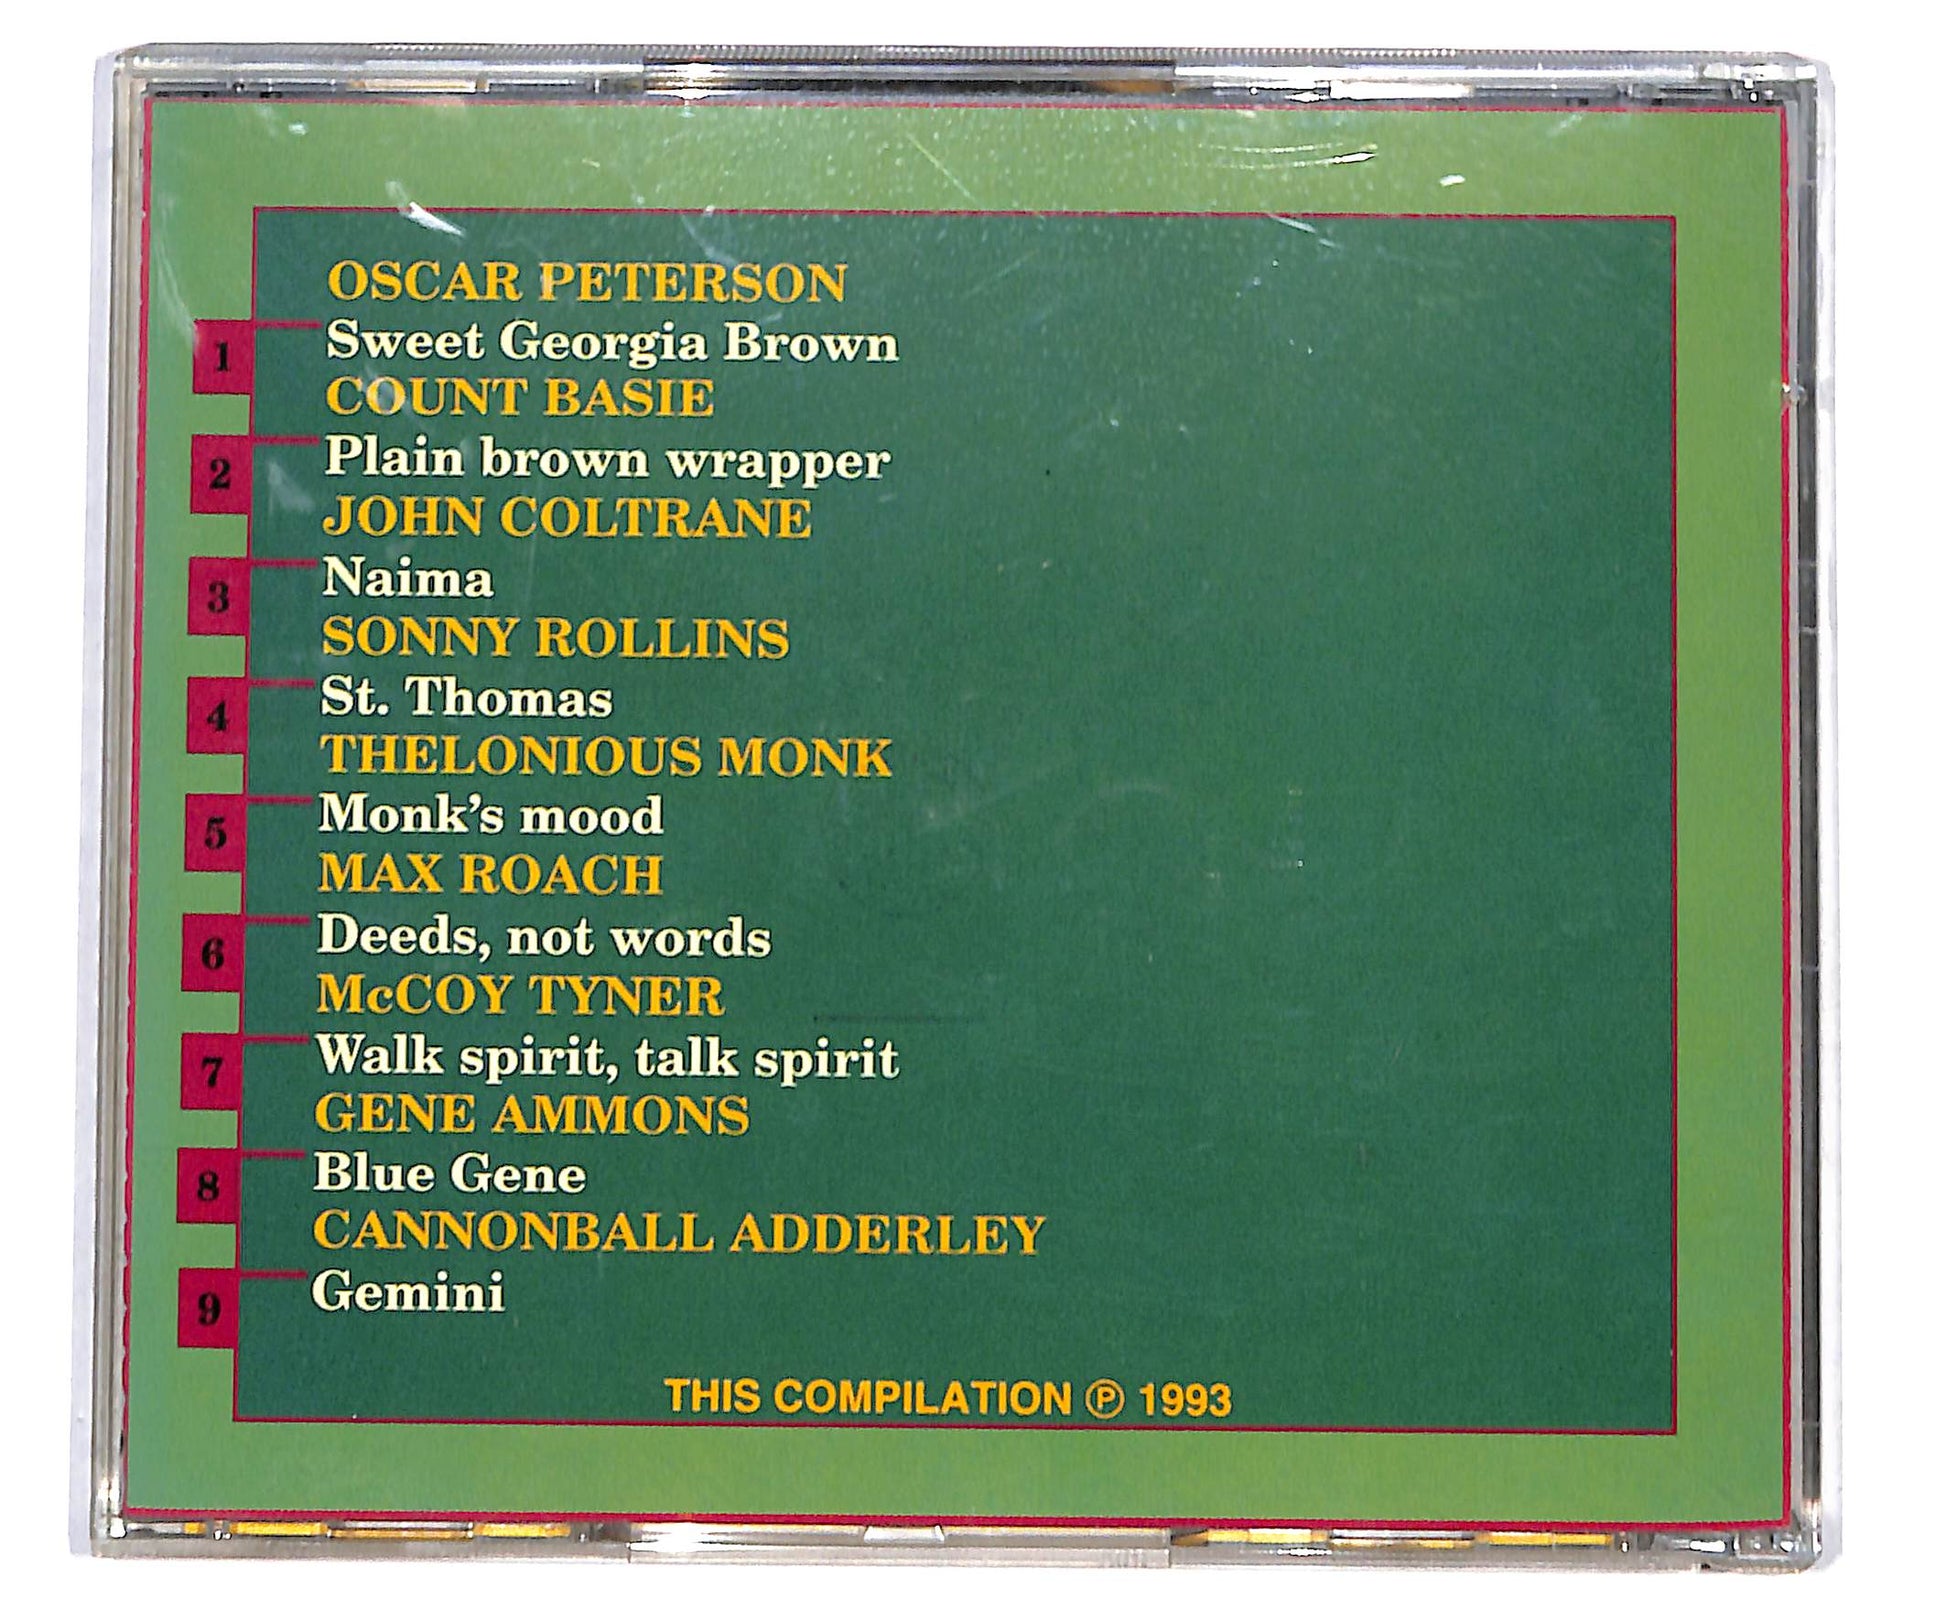 OSCAR PETERSON
1 Sweet Georgia Brown
COUNT BASIE
2 Plain brown wrapper
JOHN COLTRANE
3 Naima
SONNY ROLLINS
4 St. Thomas
THELONIOUS MONK
5 Monk's mood
MAX ROACH
6 Deeds, not words
McCOY TYNER
7 Walk spirit, talk spirit
GENE AMMONS
8 Blue Gene
CANNONBALL ADDERLEY
9 Gemini
THIS COMPILATION ℗ 1993